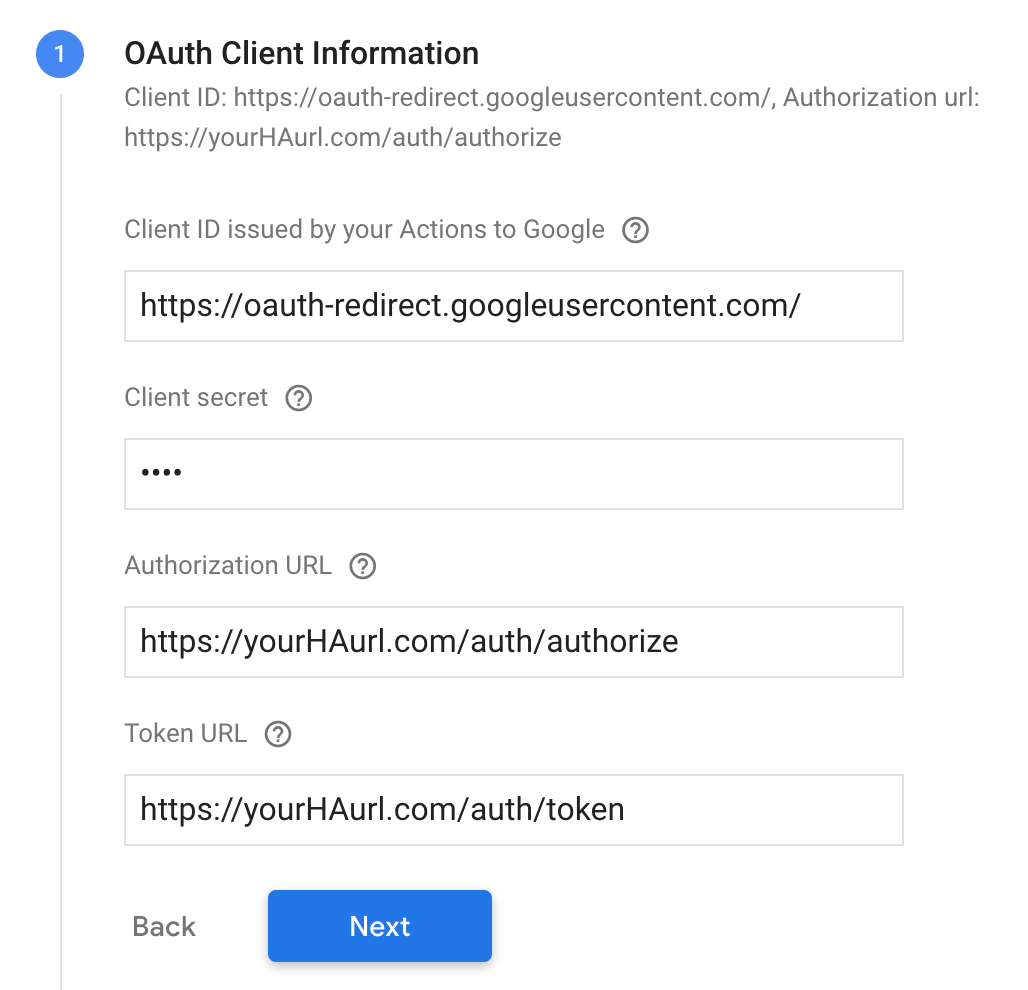 1
OAuth Client Information
Client ID: https://oauth-redirect.googleusercontent.com/, Authorization url:
https://yourHAurl.com/auth/authorize
Client ID issued by your Actions to Google ?
https://oauth-redirect.googleusercontent.com/
Client secret ?
••••
Authorization URL ?
https://yourHAurl.com/auth/authorize
Token URL ?
https://yourHAurl.com/auth/token
Back Next